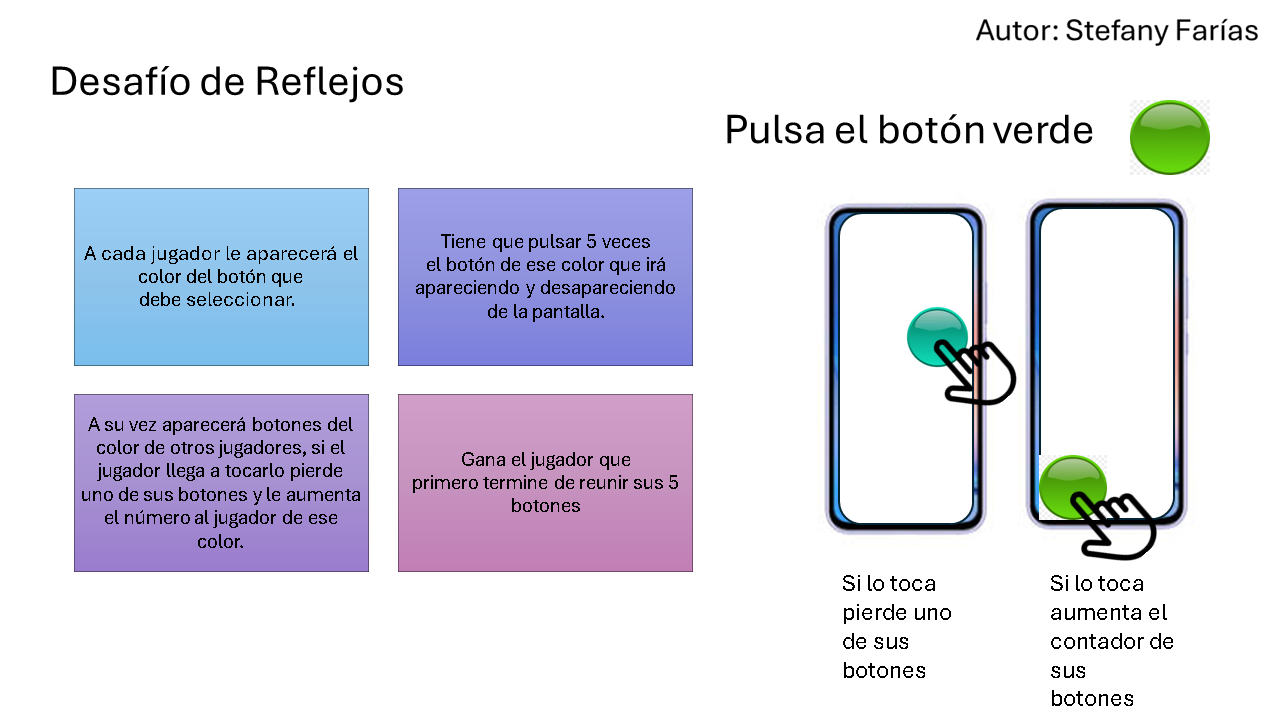 Autor: Stefany Farías
Desafío de Reflejos
Pulsa el botón verde
A cada jugador le aparecerá el
color del botón que
debe seleccionar.
Tiene que pulsar 5 veces
el botón de ese color que irá
apareciendo y desapareciendo
de la pantalla.
A su vez aparecerá botones del
color de otros jugadores, si el
jugador llega a tocarlo pierde
uno de sus botones y le aumenta
el número al jugador de ese
color.
Gana el jugador que
primero termine de reunir sus 5
botones
Si lo toca
pierde uno
de sus
botones
Si lo toca
aumenta el
contador de
sus
botones